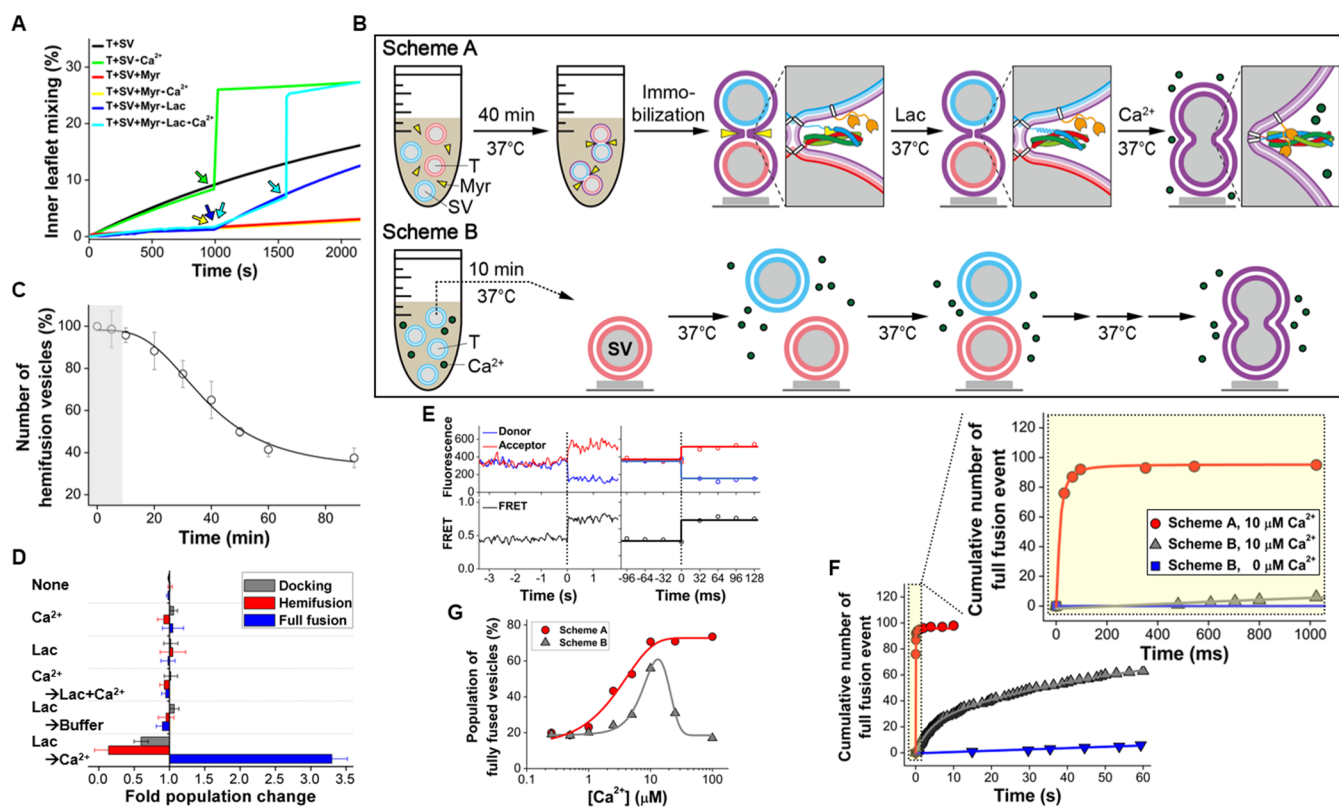 A
Inner leaflet mixing (%)
30
20
10
0
0 500 1000 1500 2000
Time (s)
T+SV
T+SV-Ca²⁺
T+SV+Myr
T+SV+Myr-Ca²⁺
T+SV+Myr-Lac
T+SV+Myr-Lac-Ca²⁺
B
Scheme A
40 min
37°C
T
Myr
SV
Immo-
bilization
Lac
37°C
Ca²⁺
37°C
Scheme B
10 min
37°C
T
Ca²⁺
SV
37°C
37°C
37°C
C
Number of
hemifusion vesicles (%)
100
80
60
40
20
0 20 40 60 80
Time (min)
D
None
Ca²⁺
Lac
Ca²⁺
→Lac+Ca²⁺
Lac
→Buffer
Lac
→Ca²⁺
Docking
Hemifusion
Full fusion
0.0 0.5 1.0 1.5 2.0 2.5 3.0 3.5
Fold population change
E
Donor
Acceptor
Fluorescence
600
400
200
0
FRET
FRET
1.0
0.5
0.0
-3 -2 -1 0 1
Time (s)
-96 -64 -32 0 32 64 96 128
Time (ms)
F
Cumulative number of
full fusion event
120
100
80
60
40
20
0
0 200 400 600 800 1000
Time (ms)
Scheme A, 10 μM Ca²⁺
Scheme B, 10 μM Ca²⁺
Scheme B, 0 μM Ca²⁺
Cumulative number of
full fusion event
120
100
80
60
40
20
0
0 10 20 30 40 50 60
Time (s)
G
Population of
fully fused vesicles (%)
80
60
40
20
0
0.1 1 10 100
[Ca²⁺] (μM)
Scheme A
Scheme B